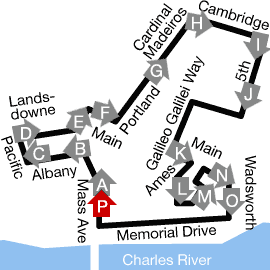 Cambridge
Cardinal
Medeiros
H
I
5th
Lands-
downe
G
J
E
F
Portland
Galileo Galilei Way
D
Main
Pacific
C
B
Albany
K
Main
Ames
A
L
M
N
O
Wadsworth
P
Mass Ave
Memorial Drive
Charles River